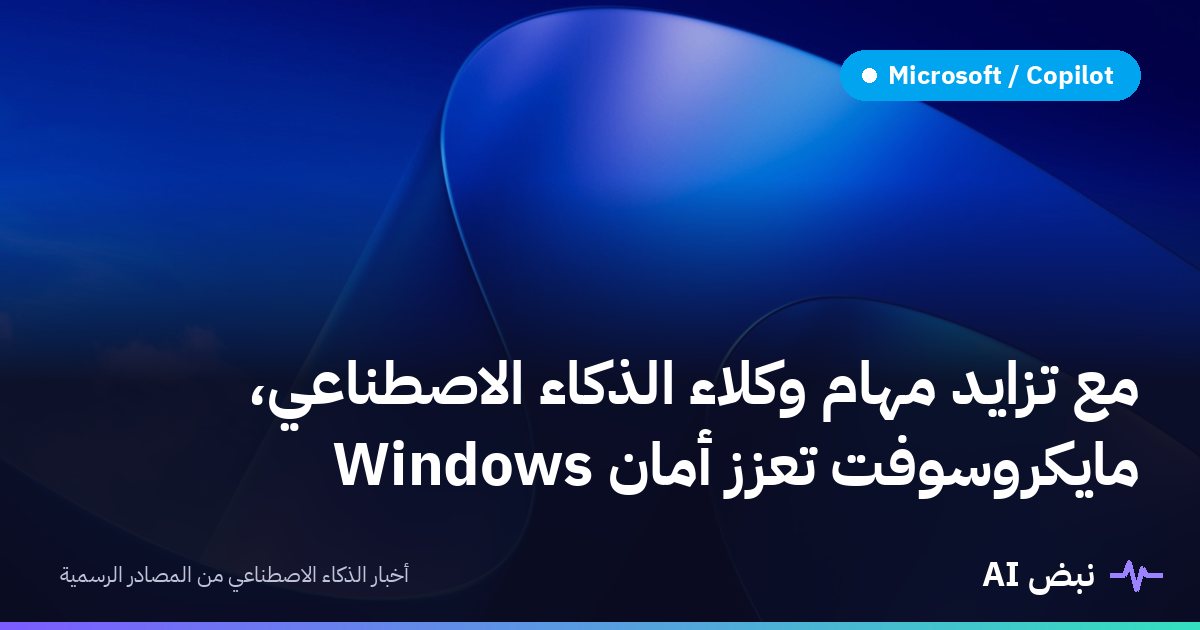 Microsoft / Copilot
مع تزايد مهام وكلاء الذكاء الاصطناعي،
مايكروسوفت تعزز أمان Windows
نبض AI
أخبار الذكاء الاصطناعي من المصادر الرسمية